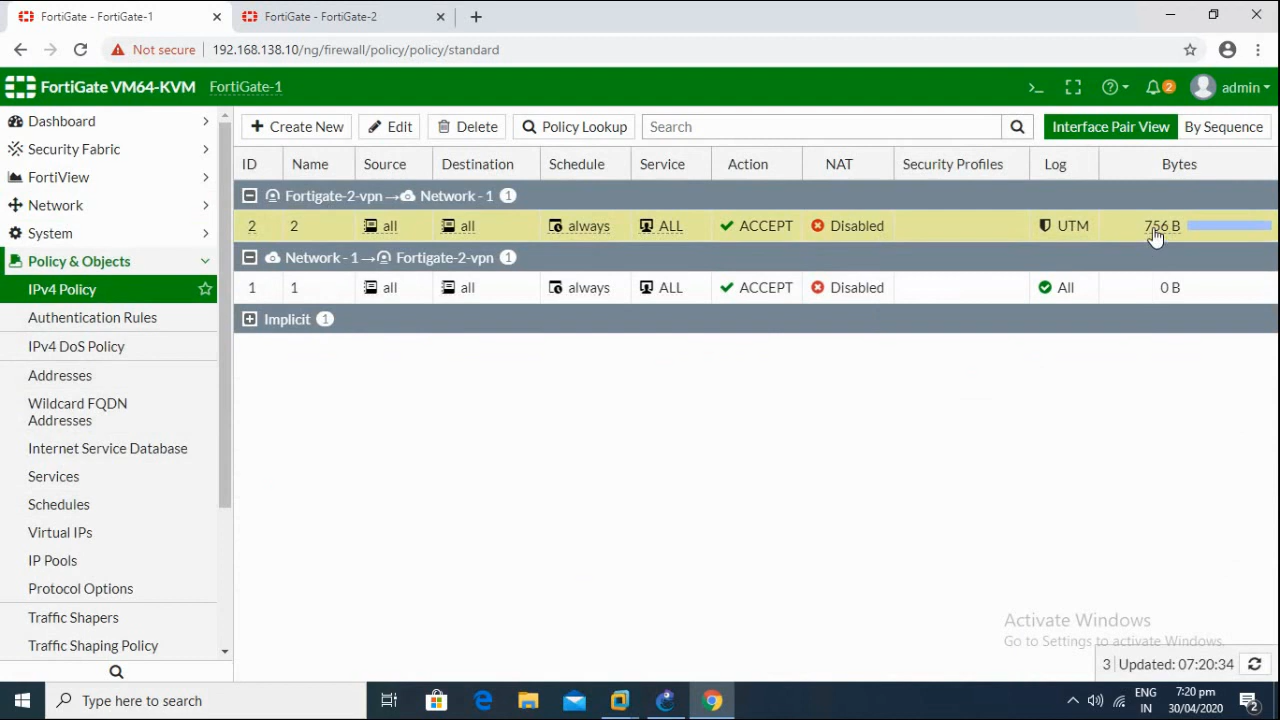 FortiGate - FortiGate-1
FortiGate - FortiGate-2
Not secure
192.168.138.10/ng/firewall/policy/policy/standard
FortiGate VM64-KVM
FortiGate-1
2
admin
Dashboard
Security Fabric
FortiView
Network
System
Policy & Objects
IPv4 Policy
Authentication Rules
IPv4 DoS Policy
Addresses
Wildcard FQDN
Addresses
Internet Service Database
Services
Schedules
Virtual IPs
IP Pools
Protocol Options
Traffic Shapers
Traffic Shaping Policy
Create New Edit Delete Policy Lookup Search Interface Pair View By Sequence
ID Name Source Destination Schedule Service Action NAT Security Profiles Log Bytes
Fortigate-2-vpn → Network - 1 1
2 2 all all always ALL ACCEPT Disabled UTM 756 B
Network - 1 → Fortigate-2-vpn 1
1 1 all all always ALL ACCEPT Disabled All 0 B
Implicit 1
Activate Windows
Go to Settings to activate Windows.
3 Updated: 07:20:34
Type here to search
ENG
IN
7:20 pm
30/04/2020
2